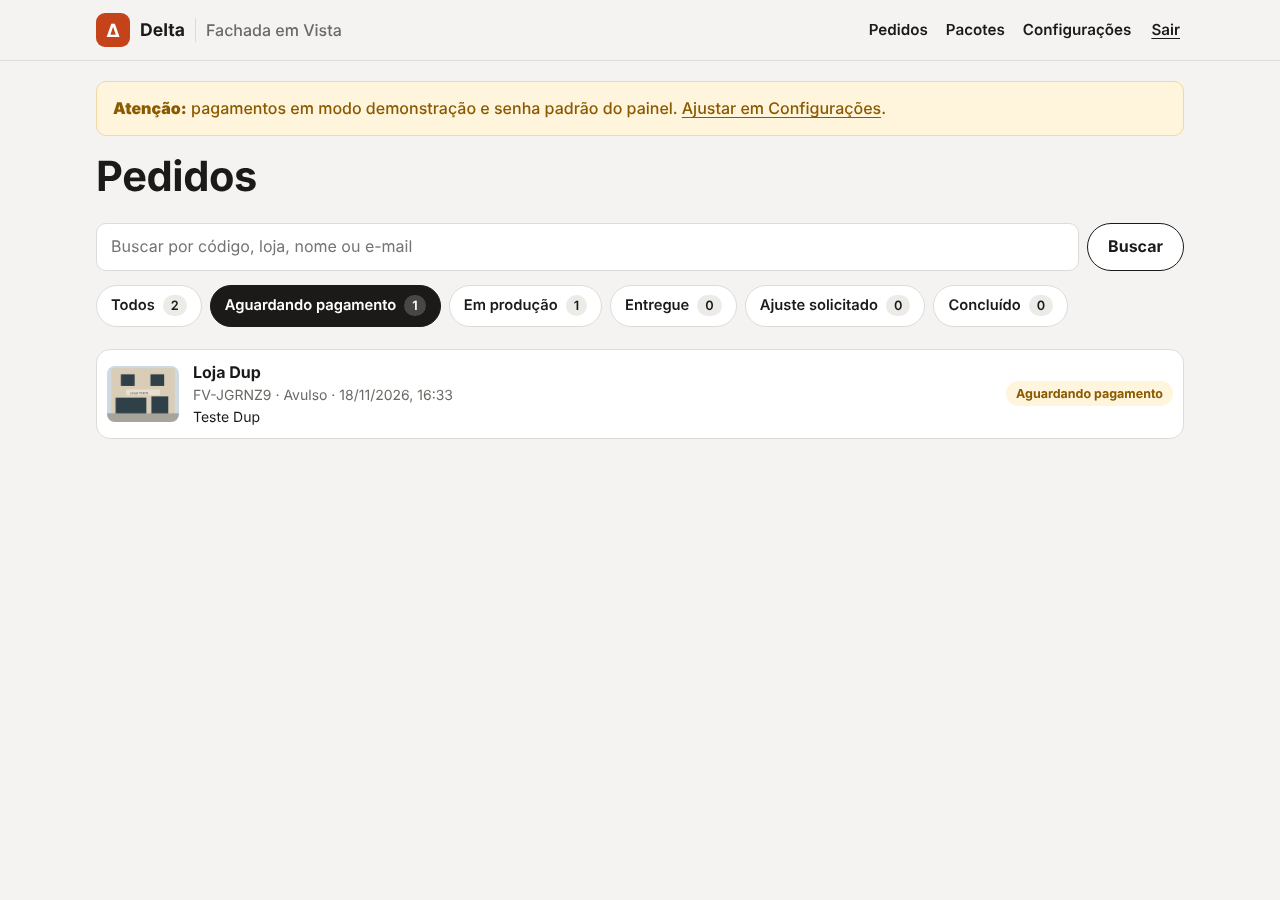 Δ Delta Fachada em Vista Pedidos Pacotes Configurações Sair
Atenção: pagamentos em modo demonstração e senha padrão do painel. Ajustar em Configurações.
Pedidos
Buscar por código, loja, nome ou e-mail Buscar
Todos 2 Aguardando pagamento 1 Em produção 1 Entregue 0 Ajuste solicitado 0 Concluído 0
Loja Dup
FV-JGRNZ9 · Avulso · 18/11/2026, 16:33
Aguardando pagamento
Teste Dup